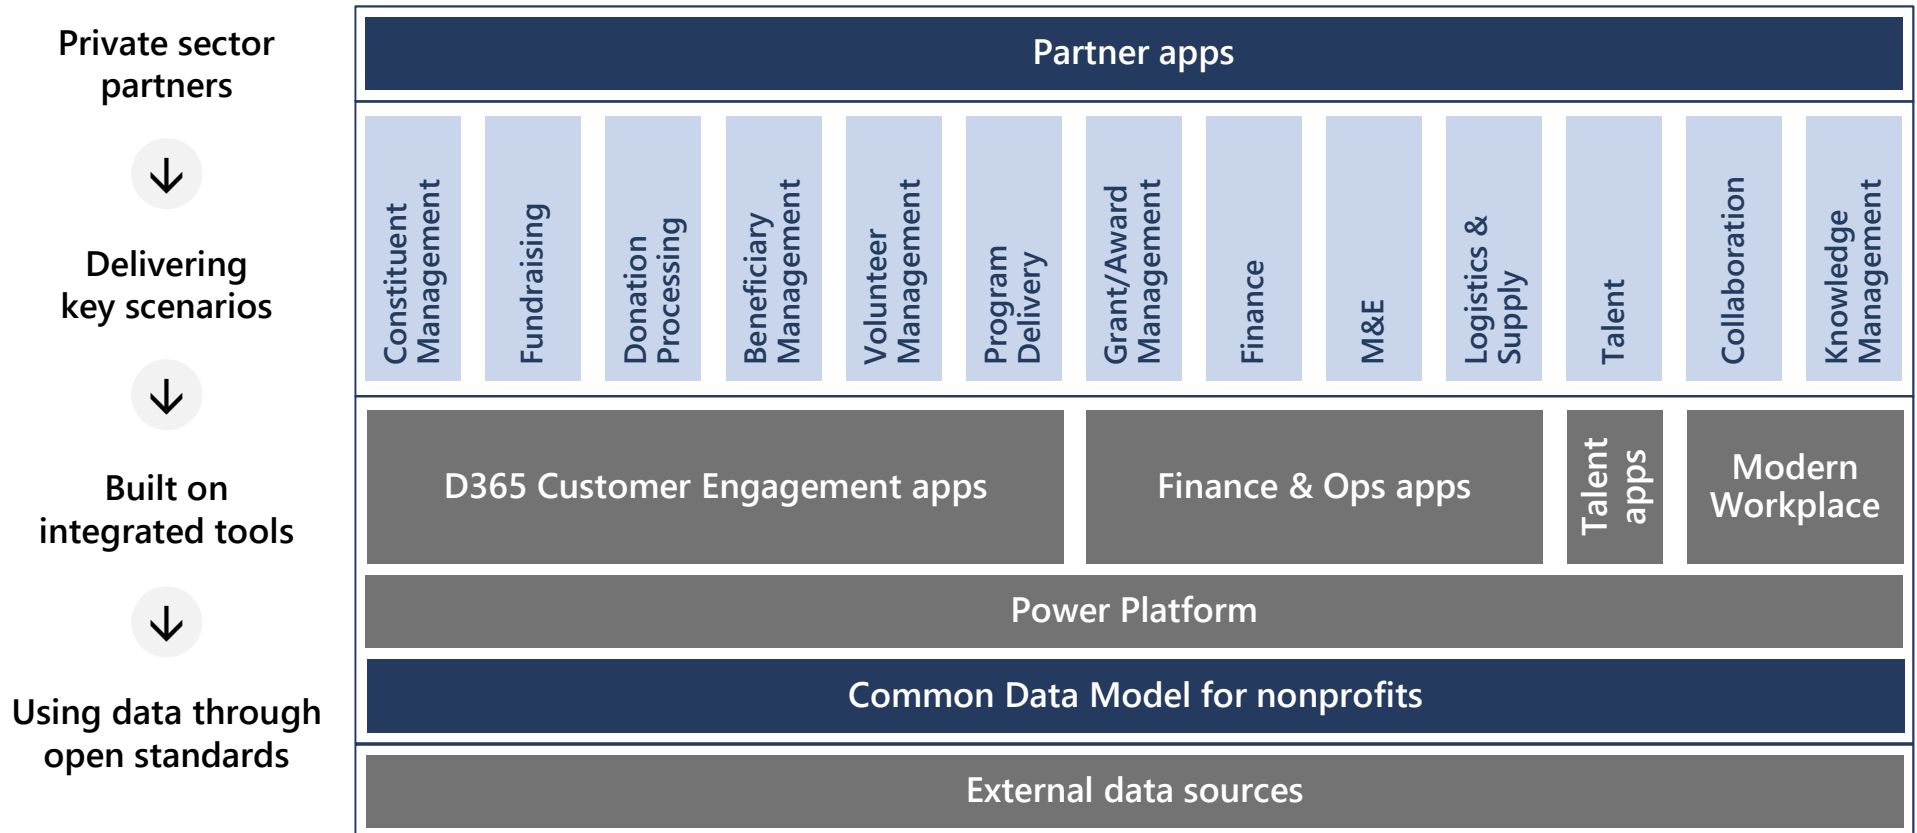 Private sector
partners
Delivering
key scenarios
Built on
integrated tools
Using data through
open standards
Partner apps
Constituent
Management
Fundraising
Donation
Processing
Beneficiary
Management
Volunteer
Management
Program
Delivery
Grant/Award
Management
Finance
M&E
Logistics &
Supply
Talent
Collaboration
Knowledge
Management
D365 Customer Engagement apps
Finance & Ops apps
Talent
apps
Modern
Workplace
Power Platform
Common Data Model for nonprofits
External data sources